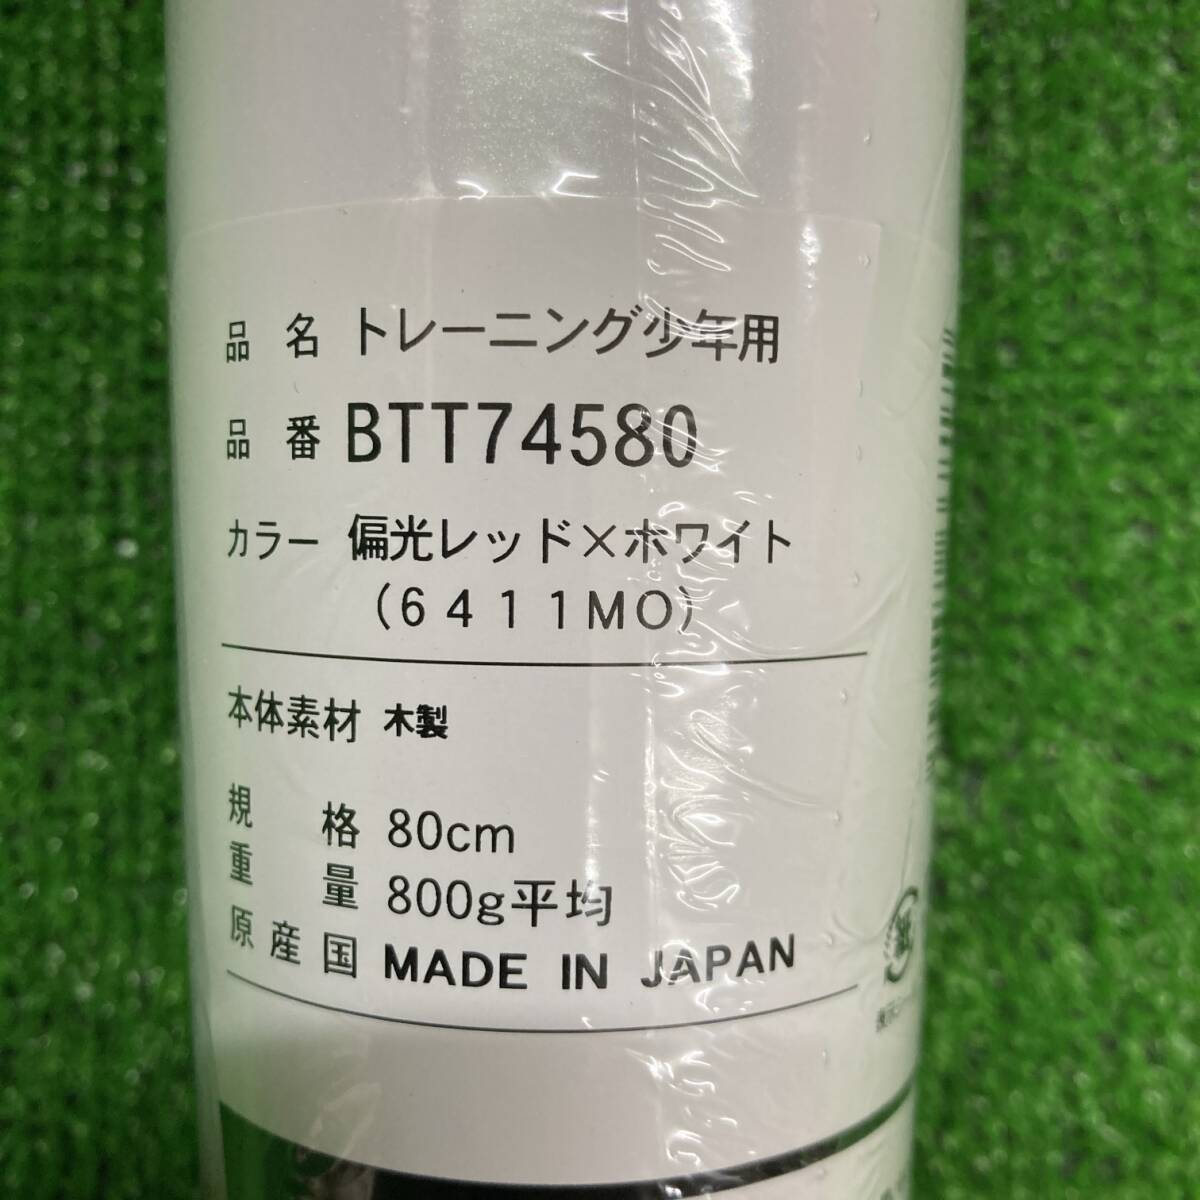 品名 トレーニング少年用
品番 BTT74580
カラー 偏光レッド×ホワイト
(6411MO)
本体素材 木製
規格 80cm
重量 800g平均
原産国 MADE IN JAPAN
紙